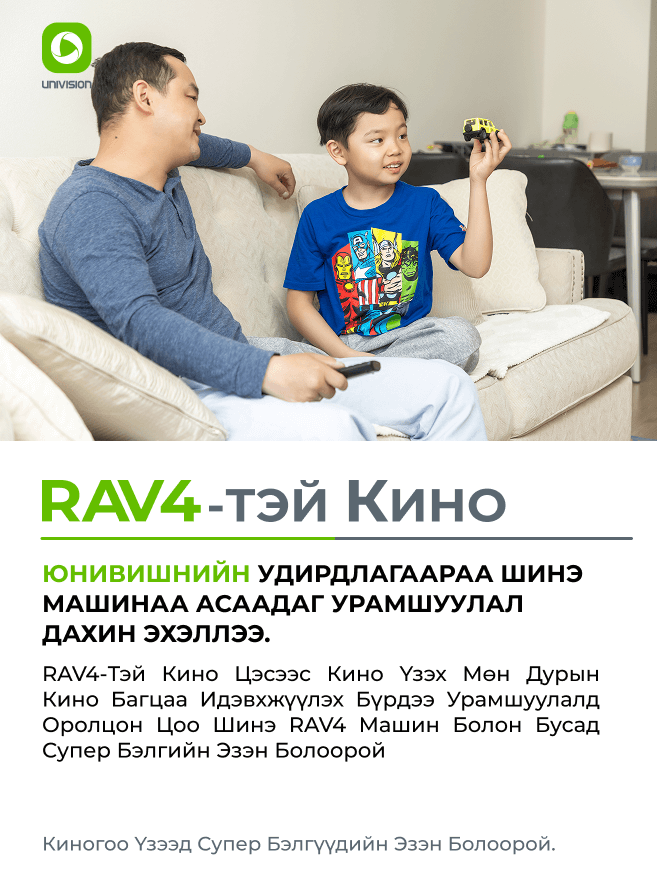 UNIVISION
RAV4-тэй Кино
ЮНИВИШНИЙН УДИРДЛАГААРАА ШИНЭ
МАШИНАА АСААДАГ УРАМШУУЛАЛ
ДАХИН ЭХЭЛЛЭЭ.
RAV4-Тэй Кино Цэсээс Кино Үзэх Мөн Дурын
Кино Багцаа Идэвхжүүлэх Бүрдээ Урамшуулалд
Оролцон Цоо Шинэ RAV4 Машин Болон Бусад
Супер Бэлгийн Эзэн Болоорой
Киногоо Үзээд Супер Бэлгүүдийн Эзэн Болоорой.